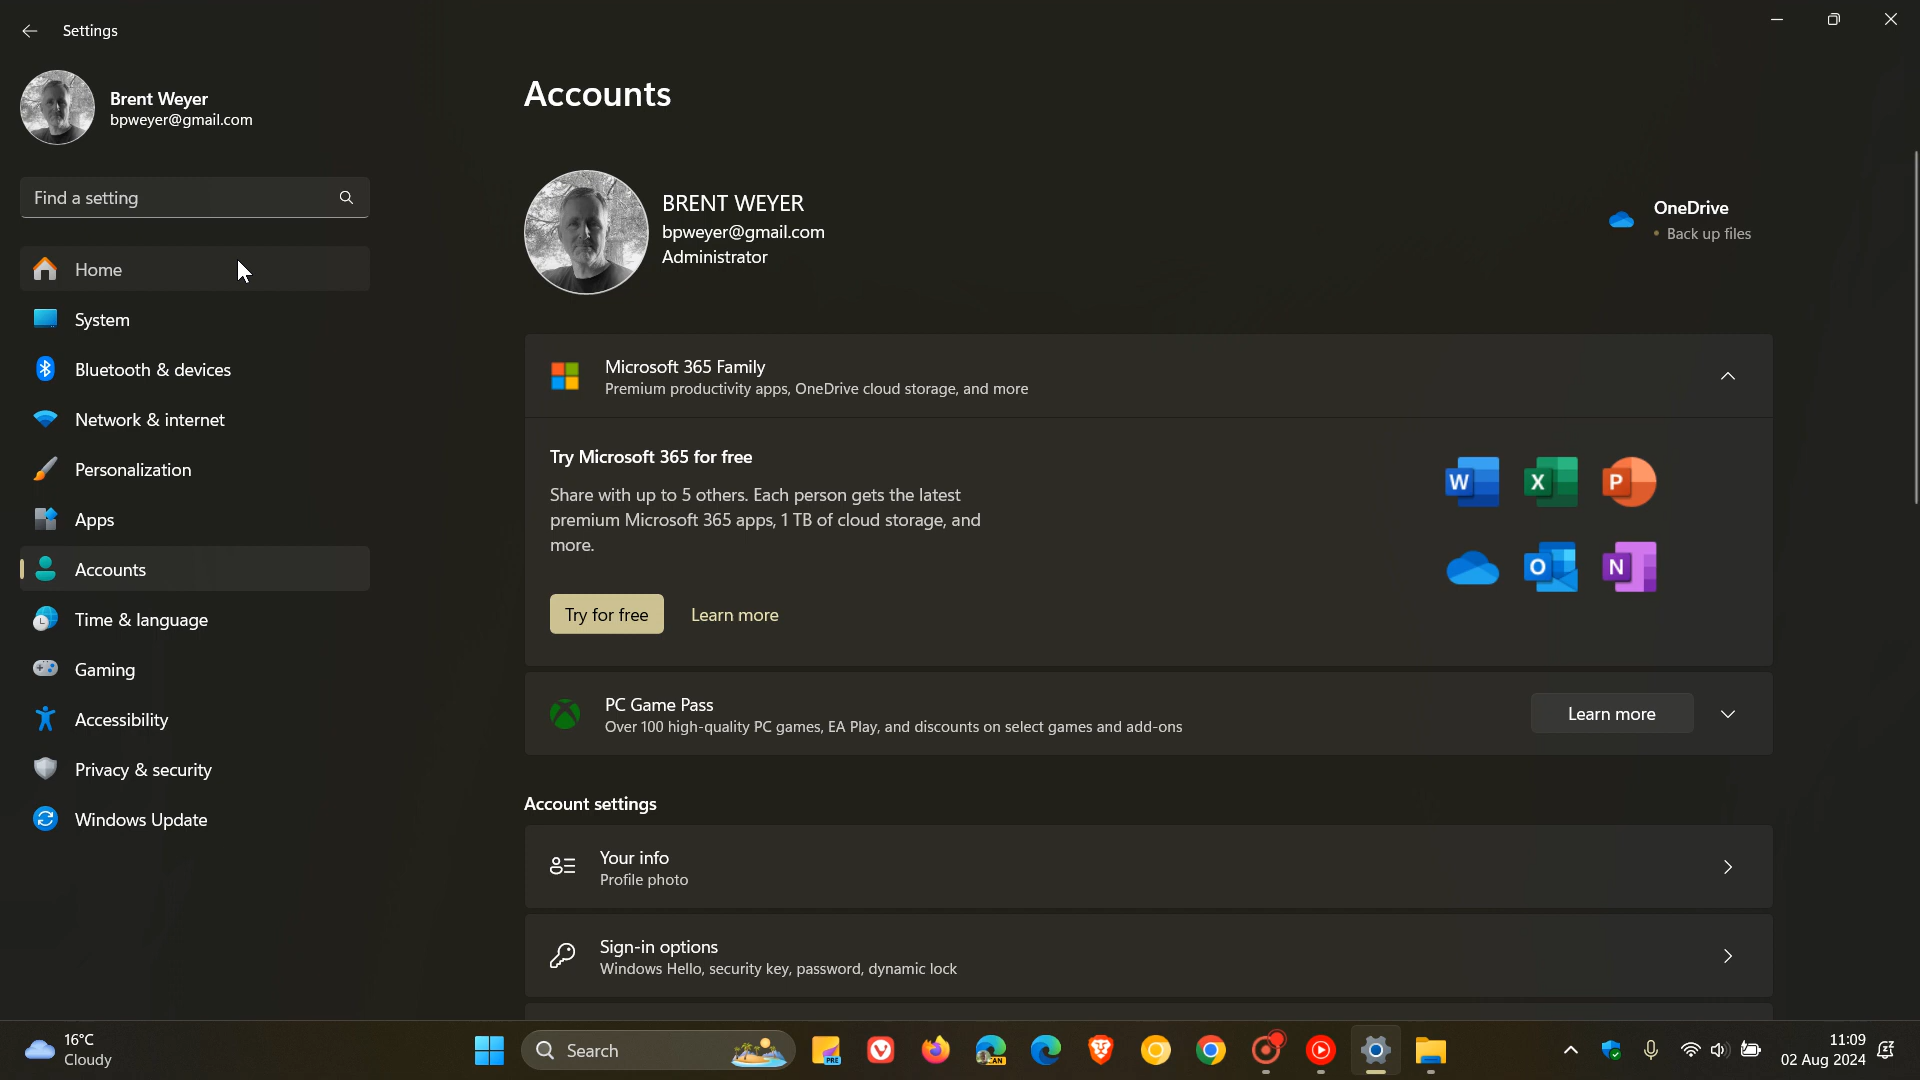 Settings
Brent Weyer
bpweyer@gmail.com
Find a setting
Home
System
Bluetooth & devices
Network & internet
Personalization
Apps
Accounts
Time & language
Gaming
Accessibility
Privacy & security
Windows Update
Accounts
BRENT WEYER
bpweyer@gmail.com
Administrator
OneDrive
• Back up files
Microsoft 365 Family
Premium productivity apps, OneDrive cloud storage, and more
Try Microsoft 365 for free
Share with up to 5 others. Each person gets the latest
premium Microsoft 365 apps, 1 TB of cloud storage, and
more.
W X P
O N
Try for free Learn more
PC Game Pass
Over 100 high-quality PC games, EA Play, and discounts on select games and add-ons
Learn more
Account settings
Your info
Profile photo
Sign-in options
Windows Hello, security key, password, dynamic lock
16°C
Cloudy
Search
PRE
CAN
11:09
02 Aug 2024